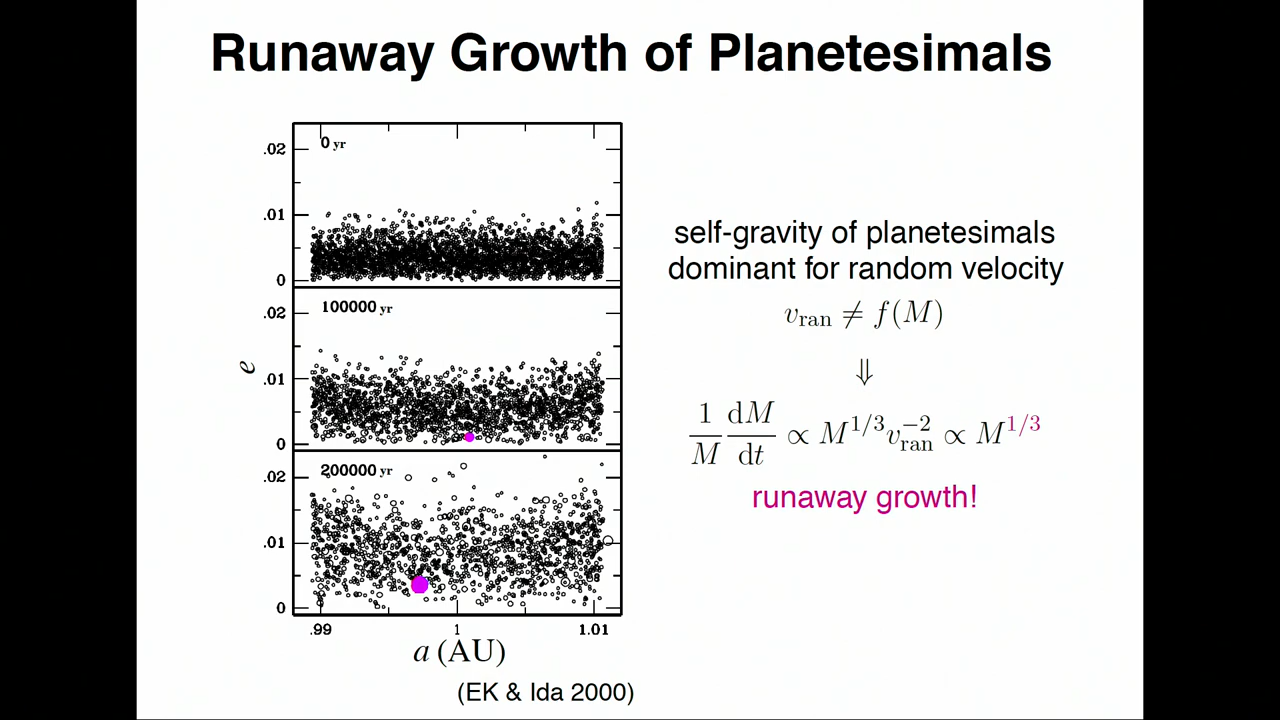 Runaway Growth of Planetesimals
0 yr
.02
.01
0
100000 yr
.02
.01
0
200000 yr
.02
.01
0
e
.99 1 1.01
a (AU)
(EK & Ida 2000)
self-gravity of planetesimals
dominant for random velocity
v_ran ≠ f(M)
⇓
1/M dM/dt ∝ M^{1/3} v_ran^{-2} ∝ M^{1/3}
runaway growth!